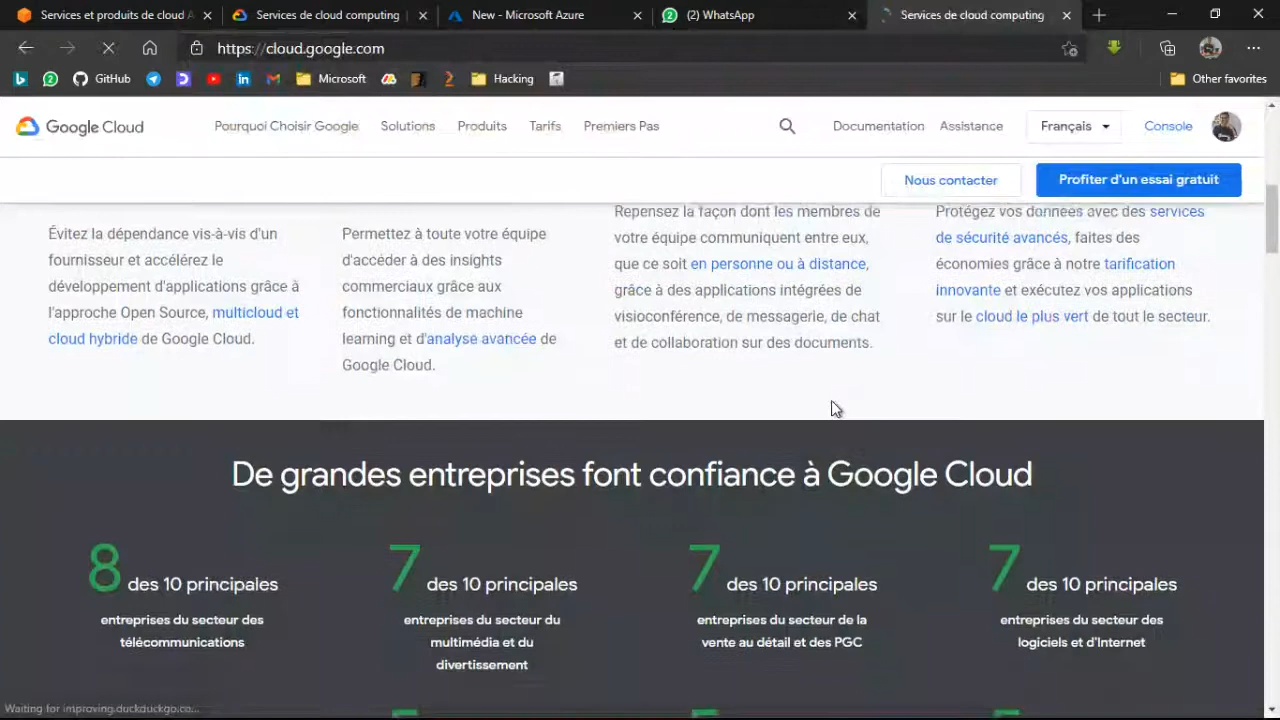 Services et produits de cloud A
Services de cloud computing
New - Microsoft Azure
(2) WhatsApp
Services de cloud computing
https://cloud.google.com
GitHub
Microsoft
Hacking
Other favorites
Google Cloud
Pourquoi Choisir Google
Solutions
Produits
Tarifs
Premiers Pas
Documentation
Assistance
Français
Console
Nous contacter
Profiter d'un essai gratuit
Évitez la dépendance vis-à-vis d'un
fournisseur et accélérez le
développement d'applications grâce à
l'approche Open Source, multicloud et
cloud hybride de Google Cloud.
Permettez à toute votre équipe
d'accéder à des insights
commerciaux grâce aux
fonctionnalités de machine
learning et d'analyse avancée de
Google Cloud.
Repensez la façon dont les membres de
votre équipe communiquent entre eux,
que ce soit en personne ou à distance,
grâce à des applications intégrées de
visioconférence, de messagerie, de chat
et de collaboration sur des documents.
Protégez vos données avec des services
de sécurité avancés, faites des
économies grâce à notre tarification
innovante et exécutez vos applications
sur le cloud le plus vert de tout le secteur.
De grandes entreprises font confiance à Google Cloud
8 des 10 principales
entreprises du secteur des
télécommunications
7 des 10 principales
entreprises du secteur du
multimédia et du
divertissement
7 des 10 principales
entreprises du secteur de la
vente au détail et des PGC
7 des 10 principales
entreprises du secteur des
logiciels et d'Internet
Waiting for improving.duckduckgo.co...